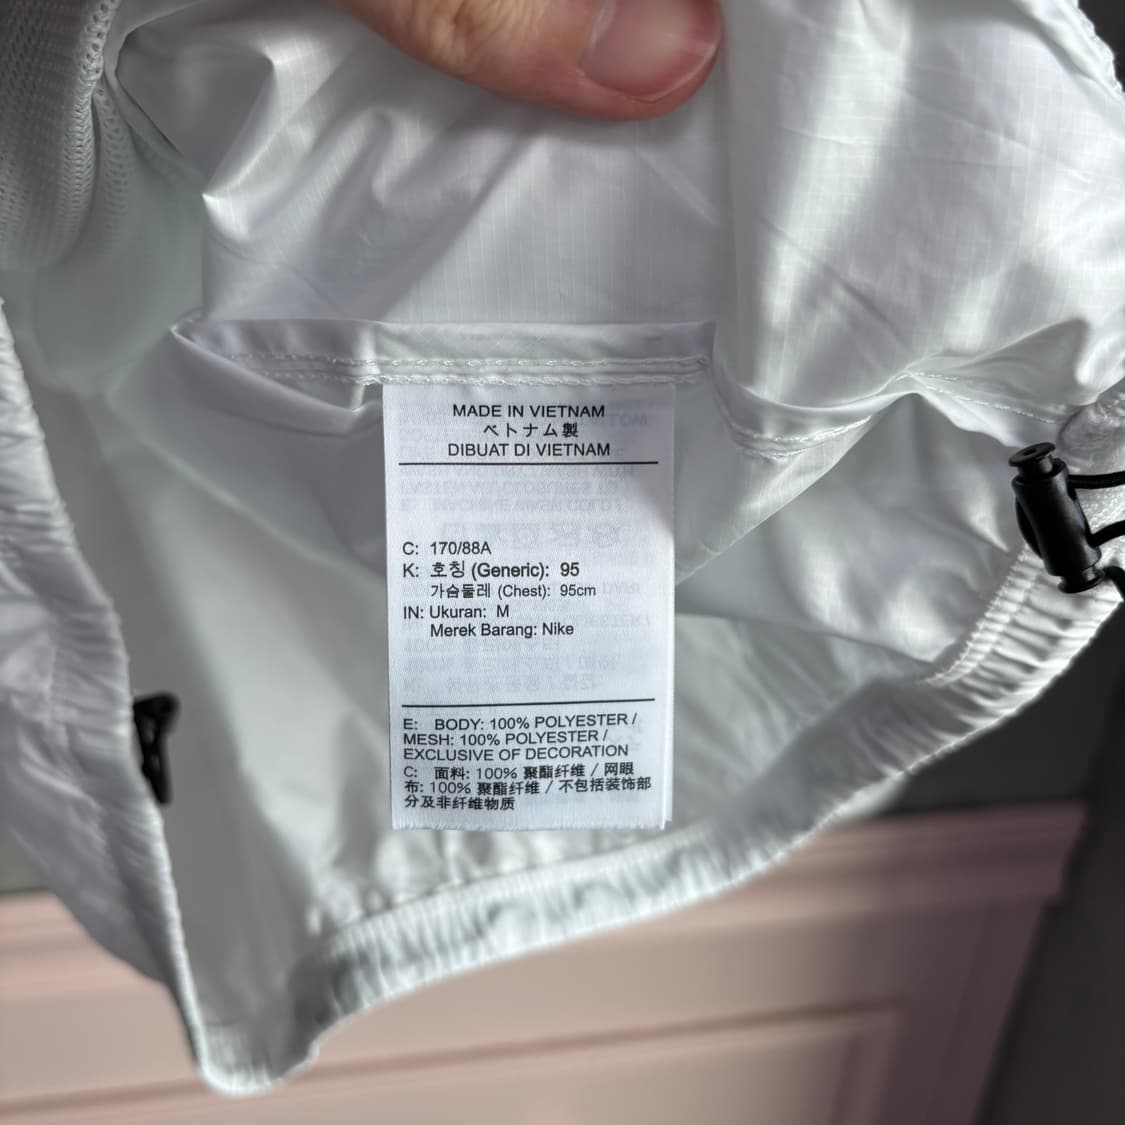 MADE IN VIETNAM
ベトナム製
DIBUAT DI VIETNAM
C: 170/88A
K: 호칭 (Generic): 95
가슴둘레 (Chest): 95cm
IN: Ukuran: M
Merek Barang: Nike
E: BODY: 100% POLYESTER /
MESH: 100% POLYESTER /
EXCLUSIVE OF DECORATION
C: 面料: 100% 聚酯纤维 / 网眼
布: 100% 聚酯纤维 / 不包括装饰部
分及非纤维物质